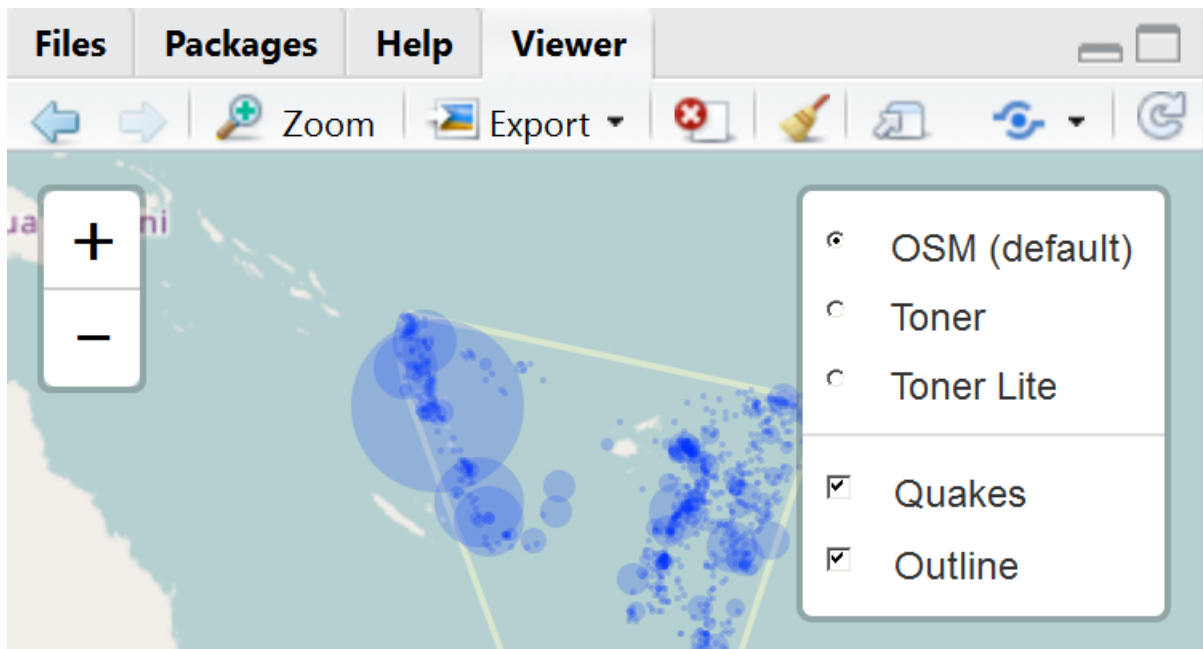 Files Packages Help Viewer
Zoom Export
+
−
OSM (default)
Toner
Toner Lite
Quakes
Outline